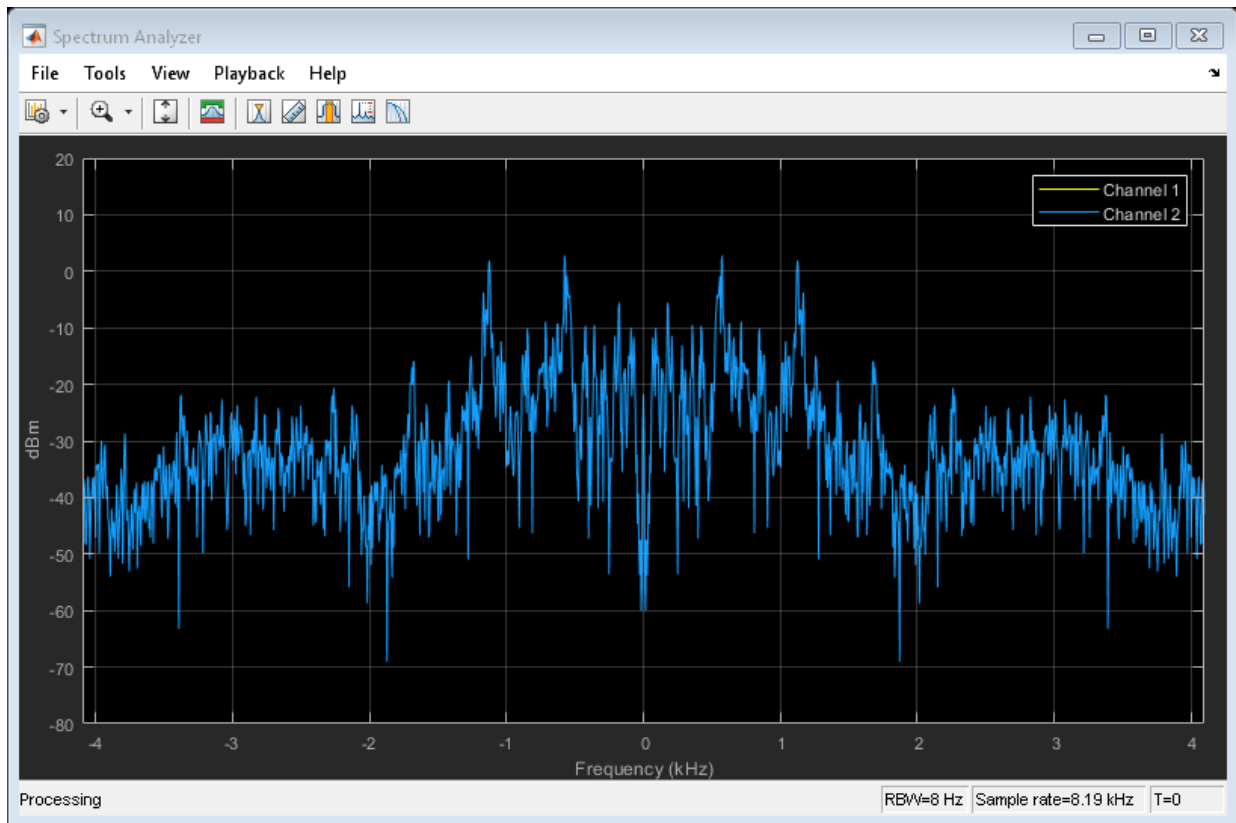 Spectrum Analyzer
File Tools View Playback Help
20
10
0
-10
-20
-30
-40
-50
-60
-70
-80
dBm
Channel 1
Channel 2
-4 -3 -2 -1 0 1 2 3 4
Frequency (kHz)
Processing RBW=8 Hz Sample rate=8.19 kHz T=0